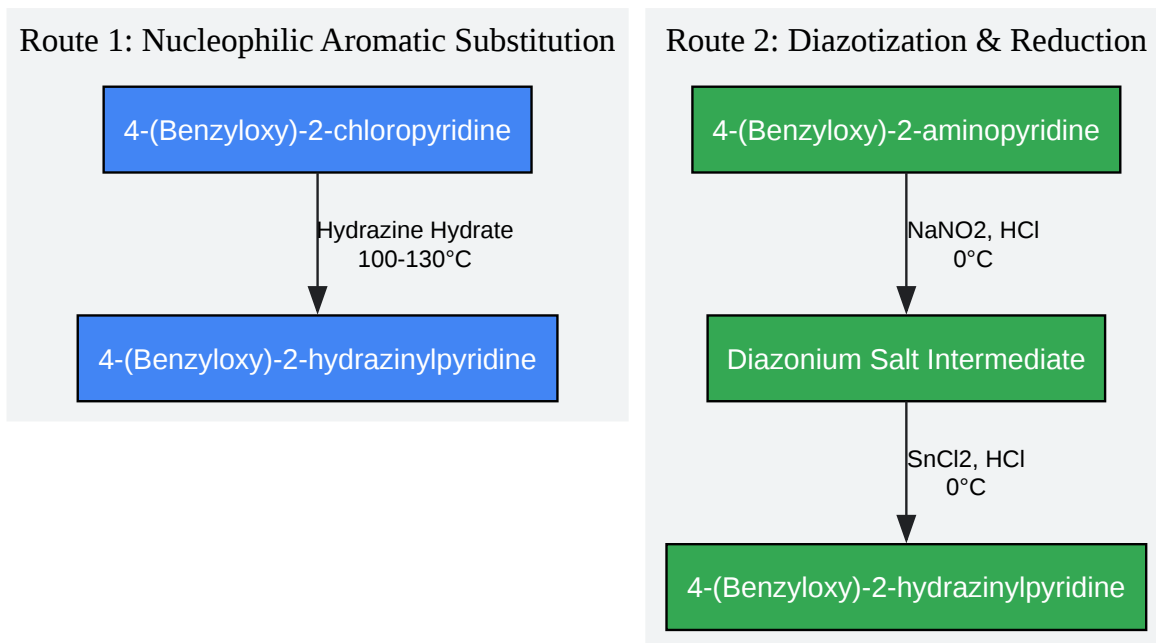 Route 1: Nucleophilic Aromatic Substitution
4-(Benzyloxy)-2-chloropyridine
Hydrazine Hydrate
100-130°C
4-(Benzyloxy)-2-hydrazinylpyridine
Route 2: Diazotization & Reduction
4-(Benzyloxy)-2-aminopyridine
NaNO2, HCl
0°C
Diazonium Salt Intermediate
SnCl2, HCl
0°C
4-(Benzyloxy)-2-hydrazinylpyridine